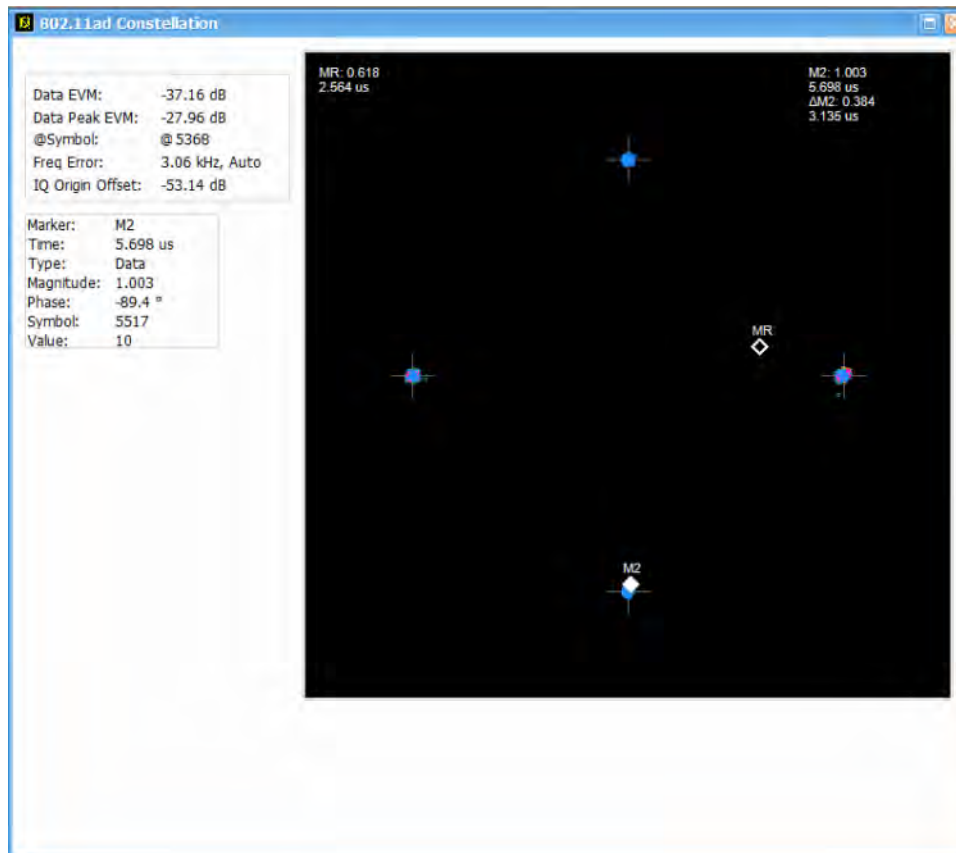 802.11ad Constellation
Data EVM: -37.16 dB
Data Peak EVM: -27.96 dB
@Symbol: @ 5368
Freq Error: 3.06 kHz, Auto
IQ Origin Offset: -53.14 dB
Marker: M2
Time: 5.698 us
Type: Data
Magnitude: 1.003
Phase: -89.4 °
Symbol: 5517
Value: 10
MR: 0.618
2.564 us
M2: 1.003
5.698 us
ΔM2: 0.384
3.135 us
MR
M2